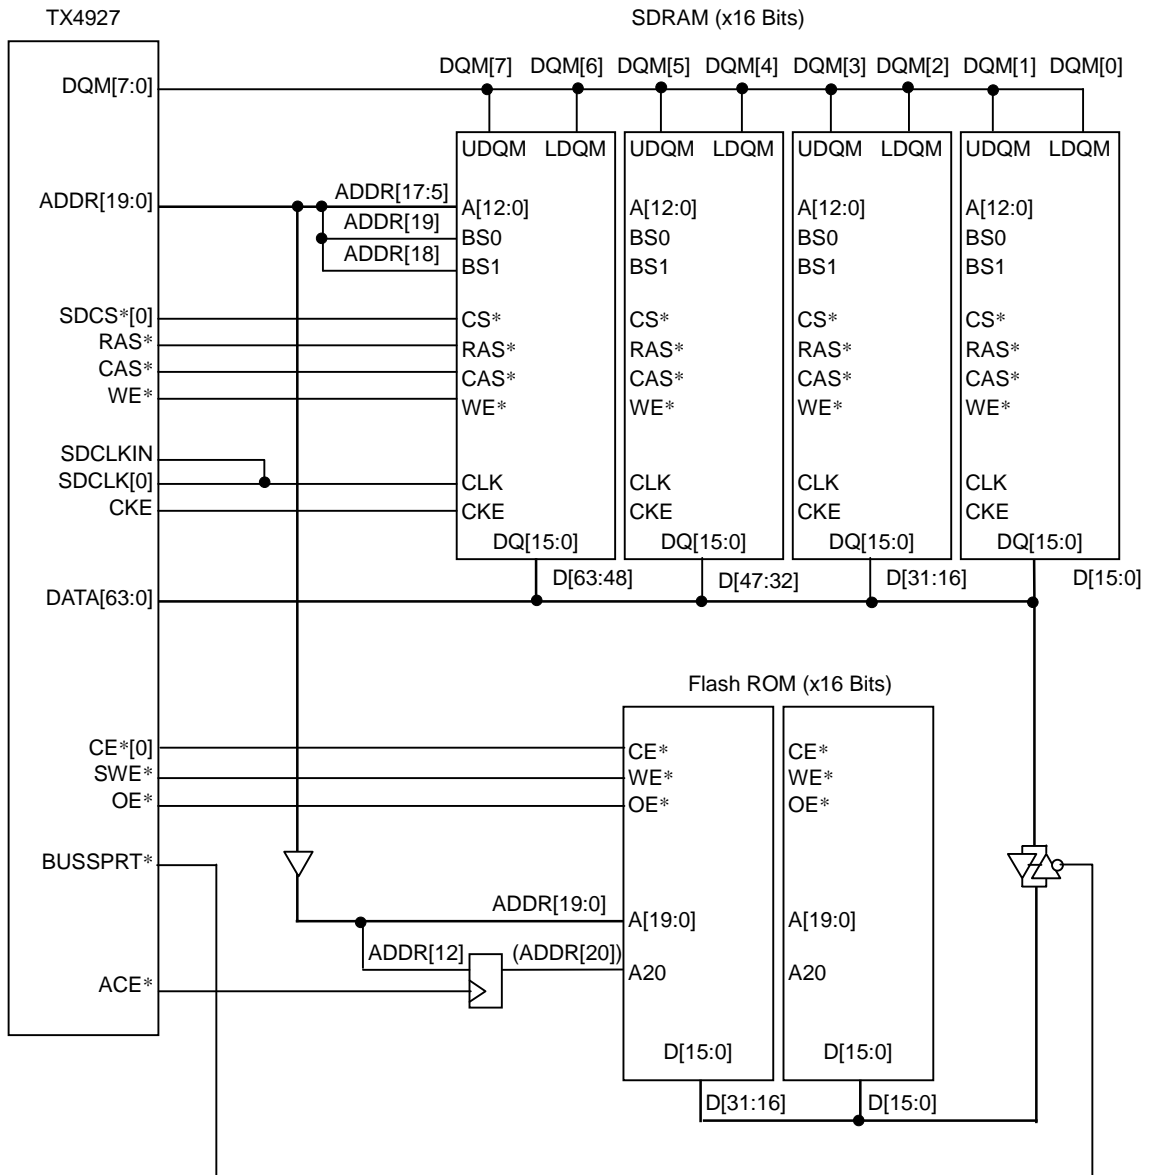 TX4927
SDRAM (x16 Bits)
DQM[7] DQM[6] DQM[5] DQM[4] DQM[3] DQM[2] DQM[1] DQM[0]
DQM[7:0]
UDQM LDQM UDQM LDQM UDQM LDQM UDQM LDQM
ADDR[19:0] ADDR[17:5] A[12:0] A[12:0] A[12:0] A[12:0]
ADDR[19] BS0 BS0 BS0 BS0
ADDR[18] BS1 BS1 BS1 BS1
SDCS*[0] CS* CS* CS* CS*
RAS* RAS* RAS* RAS* RAS*
CAS* CAS* CAS* CAS* CAS*
WE* WE* WE* WE* WE*
SDCLKIN
SDCLK[0] CLK CLK CLK CLK
CKE CKE CKE CKE CKE
DQ[15:0] DQ[15:0] DQ[15:0] DQ[15:0]
D[63:48] D[47:32] D[31:16] D[15:0]
DATA[63:0]
Flash ROM (x16 Bits)
CE*[0] CE* CE*
SWE* WE* WE*
OE* OE* OE*
BUSSPRT*
ADDR[19:0] A[19:0] A[19:0]
ADDR[12] (ADDR[20]) A20 A20
ACE*
D[15:0] D[15:0]
D[31:16] D[15:0]